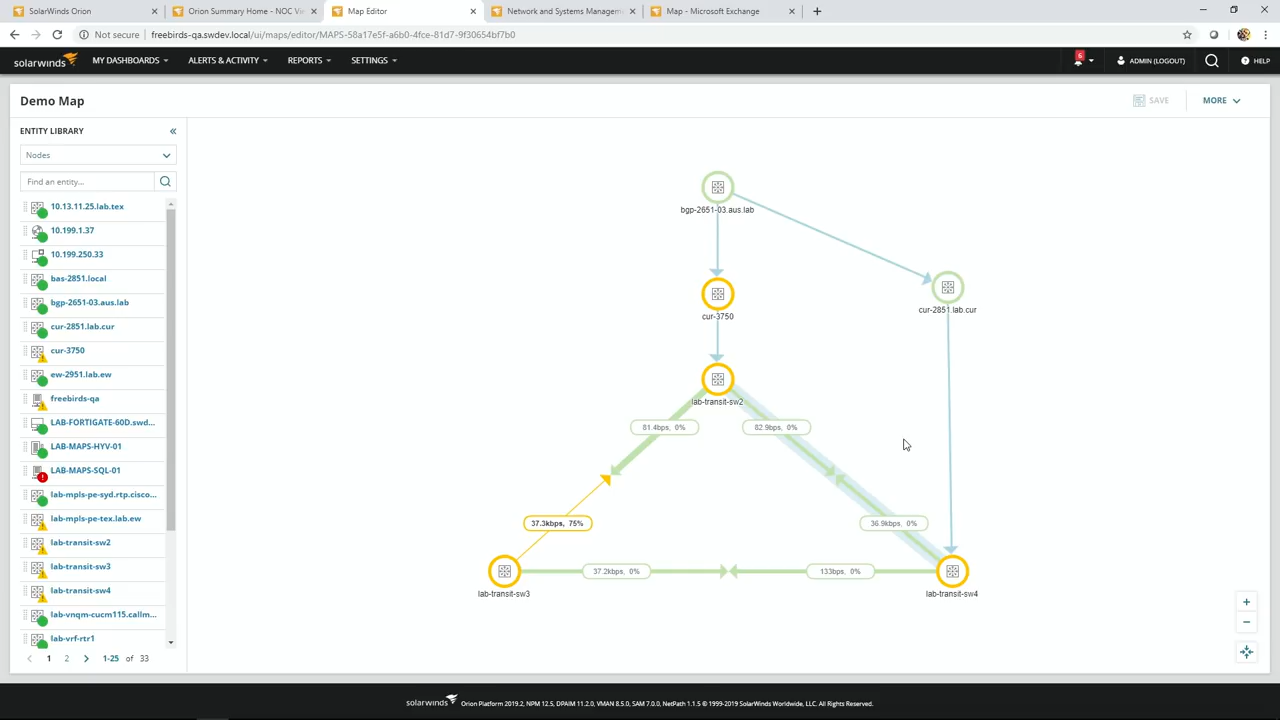 SolarWinds Orion
Orion Summary Home - NOC Vie
Map Editor
Network and Systems Managem
Map - Microsoft Exchange
Not secure
freebirds-qa.swdev.local/ui/maps/editor/MAPS-58a17e5f-a6b0-4fce-81d7-9f30654bf7b0
solarwinds
MY DASHBOARDS
ALERTS & ACTIVITY
REPORTS
SETTINGS
6
ADMIN (LOGOUT)
HELP
Demo Map
SAVE
MORE
ENTITY LIBRARY
Nodes
Find an entity...
10.13.11.25.lab.tex
10.199.1.37
10.199.250.33
bas-2851.local
bgp-2651-03.aus.lab
cur-2851.lab.cur
cur-3750
ew-2951.lab.ew
freebirds-qa
LAB-FORTIGATE-60D.swd...
LAB-MAPS-HYV-01
LAB-MAPS-SQL-01
lab-mpls-pe-syd.rtp.cisco...
lab-mpls-pe-tex.lab.ew
lab-transit-sw2
lab-transit-sw3
lab-transit-sw4
lab-vnqm-cucm115.callm...
lab-vrf-rtr1
1 2 1-25 of 33
bgp-2651-03.aus.lab
cur-3750
cur-2851.lab.cur
lab-transit-sw2
81.4bps, 0%
82.9bps, 0%
37.3kbps, 75%
36.9kbps, 0%
37.2kbps, 0%
133bps, 0%
lab-transit-sw3
lab-transit-sw4
solarwinds
Orion Platform 2019.2, NPM 12.5, DPAIM 11.2.0, VMAN 8.5.0, SAM 7.0.0, NetPath 1.1.5 © 1999-2019 SolarWinds Worldwide, LLC. All Rights Reserved.